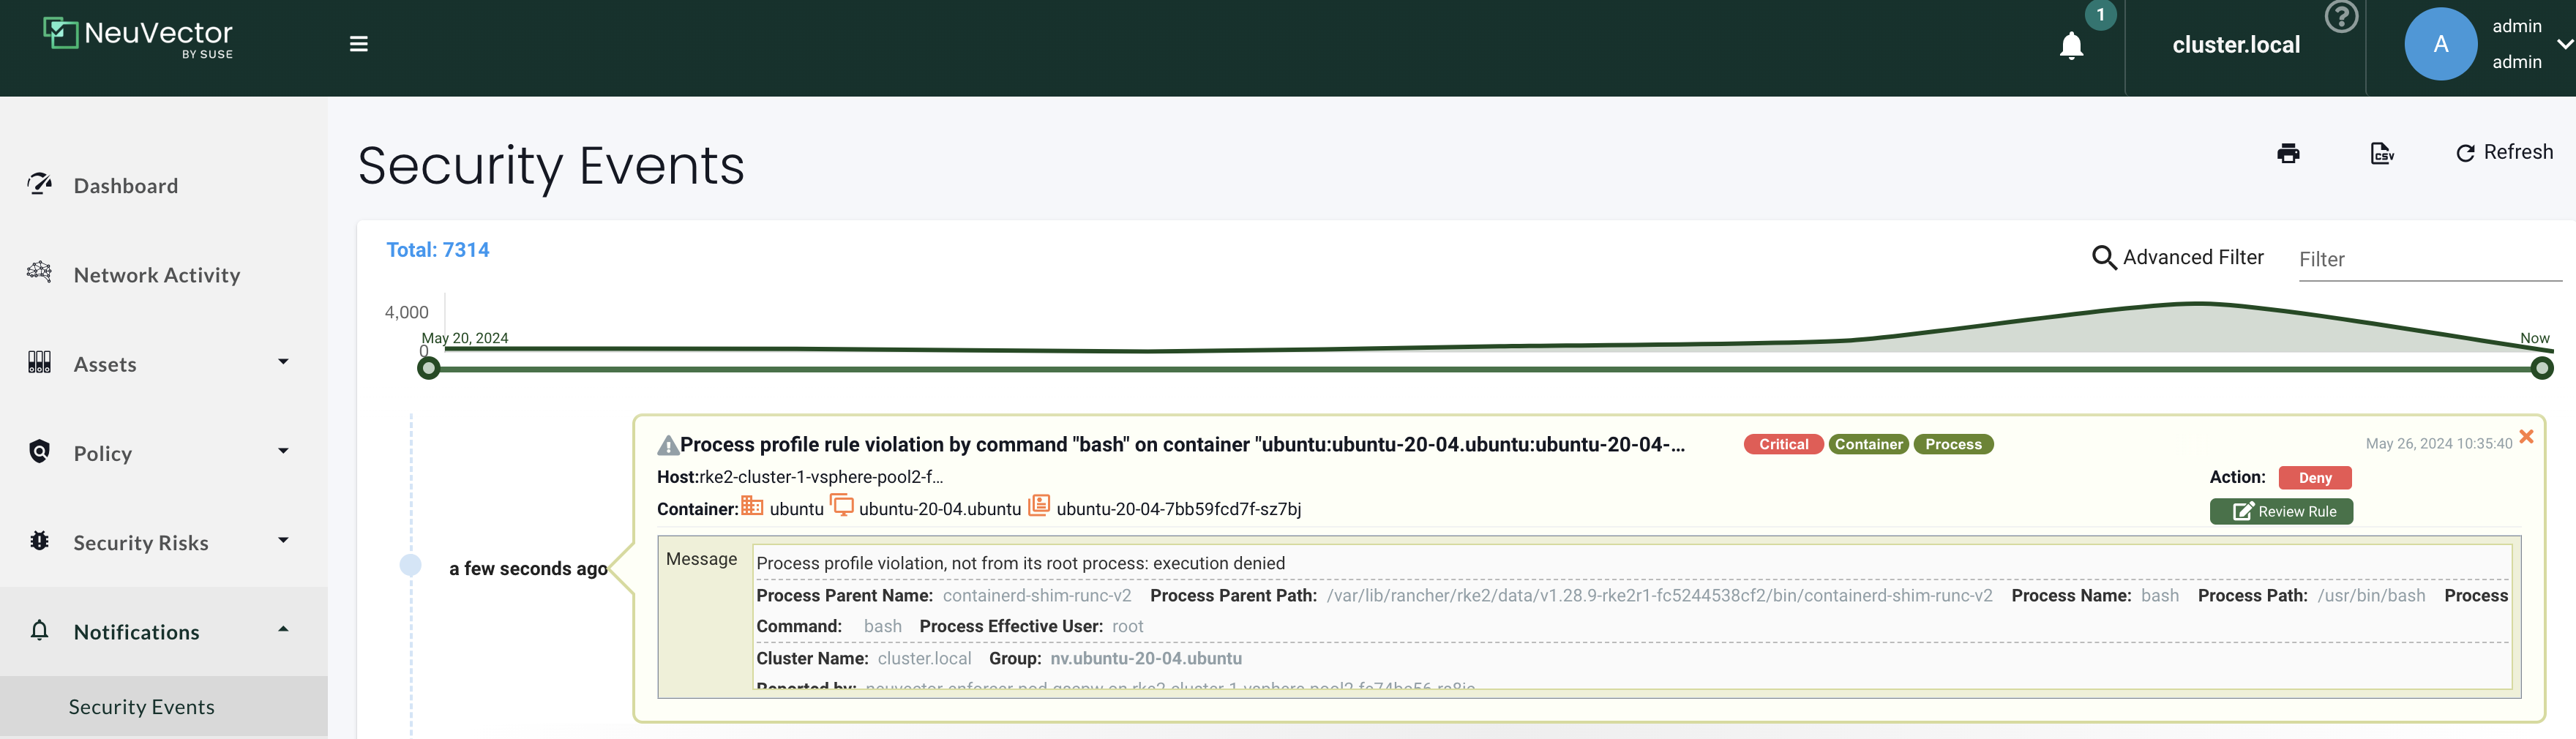 NeuVector
BY SUSE
1
cluster.local
?
A
admin
admin
Dashboard
Network Activity
Assets
Policy
Security Risks
Notifications
Security Events
Security Events
CSV
Refresh
Total: 7314
Advanced Filter
Filter
4,000
May 20, 2024
0
Now
a few seconds ago
Process profile rule violation by command "bash" on container "ubuntu:ubuntu-20-04.ubuntu:ubuntu-20-04-...
Critical Container Process
May 26, 2024 10:35:40
Host:rke2-cluster-1-vsphere-pool2-f...
Action: Deny
Container: ubuntu ubuntu-20-04.ubuntu ubuntu-20-04-7bb59fcd7f-sz7bj
Review Rule
Message
Process profile violation, not from its root process: execution denied
Process Parent Name: containerd-shim-runc-v2 Process Parent Path: /var/lib/rancher/rke2/data/v1.28.9-rke2r1-fc5244538cf2/bin/containerd-shim-runc-v2 Process Name: bash Process Path: /usr/bin/bash Process
Command: bash Process Effective User: root
Cluster Name: cluster.local Group: nv.ubuntu-20-04.ubuntu
Reported by: